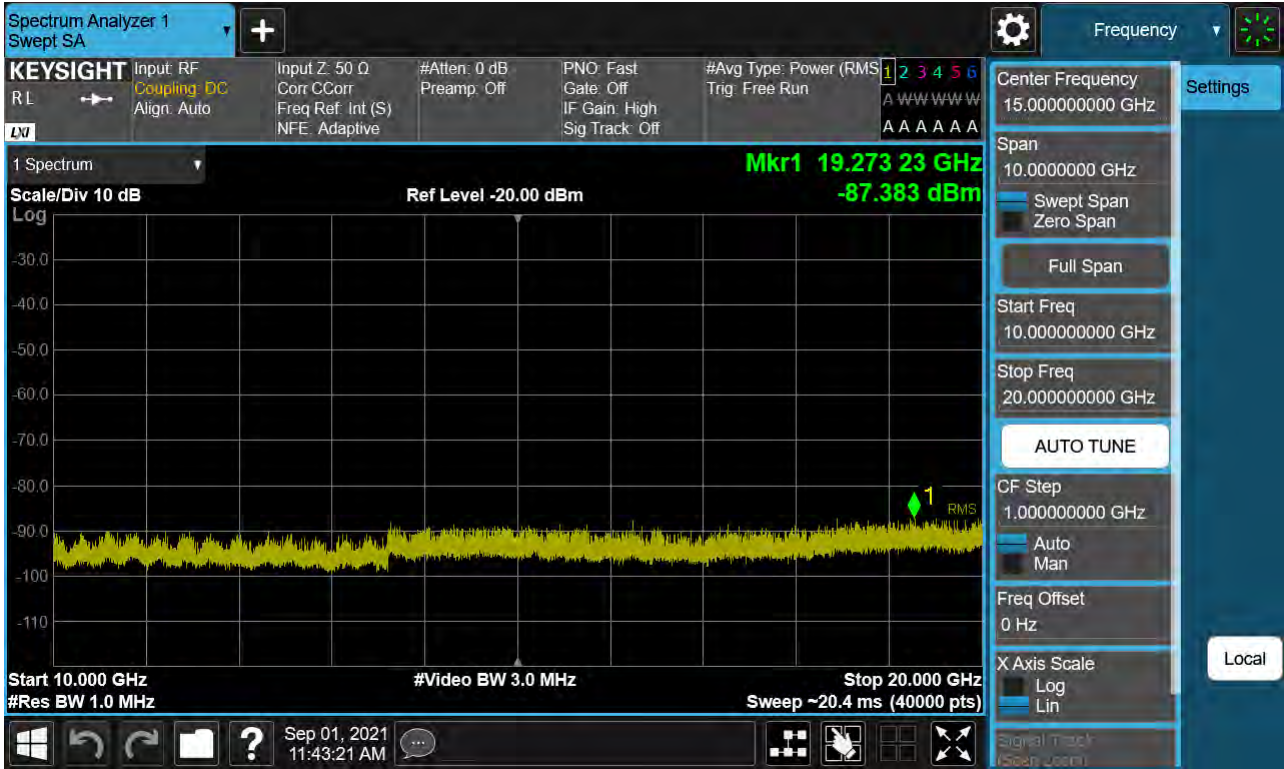 Spectrum Analyzer 1
Swept SA
+
Frequency
KEYSIGHT
R L
LXI
Input: RF
Coupling: DC
Align: Auto
Input Z: 50 Ω
Corr CCorr
Freq Ref: Int (S)
NFE: Adaptive
#Atten: 0 dB
Preamp: Off
PNO: Fast
Gate: Off
IF Gain: High
Sig Track: Off
#Avg Type: Power (RMS
Trig: Free Run
1 2 3 4 5 6
A W W W W W
A A A A A A
1 Spectrum
Scale/Div 10 dB
Log
Ref Level -20.00 dBm
Mkr1 19.273 23 GHz
-87.383 dBm
-30.0
-40.0
-50.0
-60.0
-70.0
-80.0
-90.0
-100
-110
1
RMS
Start 10.000 GHz
#Res BW 1.0 MHz
#Video BW 3.0 MHz
Stop 20.000 GHz
Sweep ~20.4 ms (40000 pts)
Center Frequency
15.000000000 GHz
Span
10.0000000 GHz
Swept Span
Zero Span
Full Span
Start Freq
10.000000000 GHz
Stop Freq
20.000000000 GHz
AUTO TUNE
CF Step
1.000000000 GHz
Auto
Man
Freq Offset
0 Hz
X Axis Scale
Log
Lin
Signal Track
(Span Zoom)
Settings
Local
?
Sep 01, 2021
11:43:21 AM